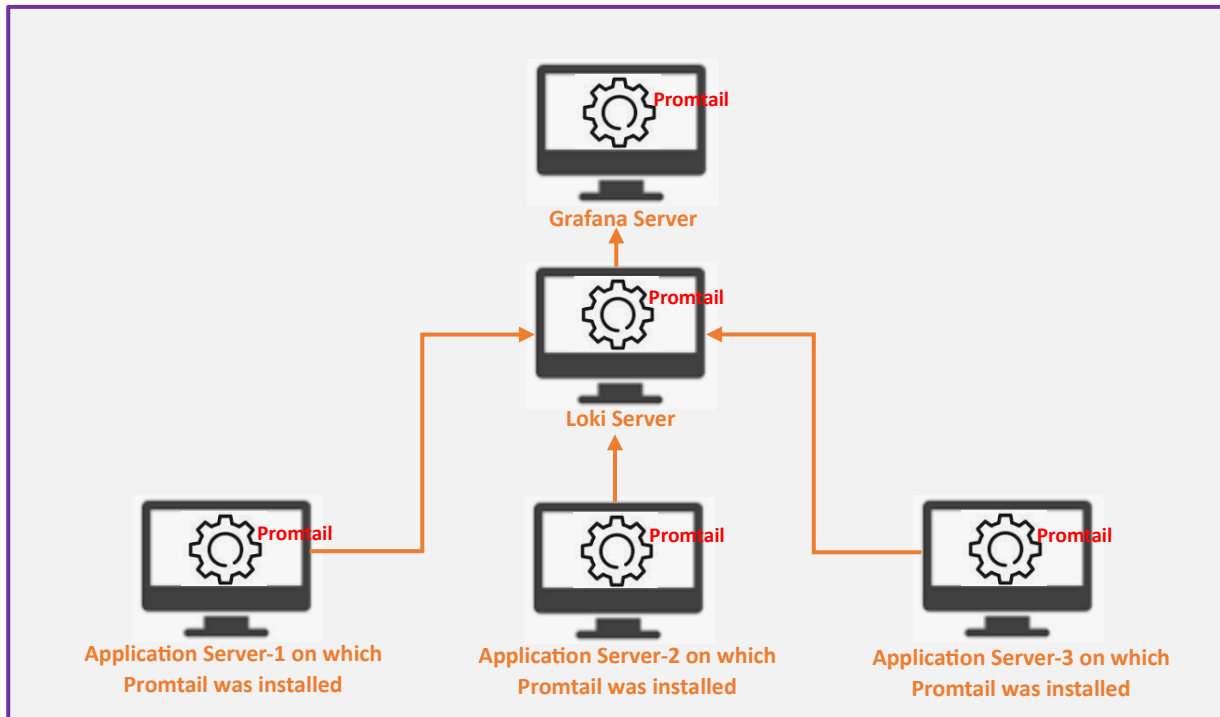 Promtail
Grafana Server
Promtail
Loki Server
Promtail
Promtail
Promtail
Application Server-1 on which
Promtail was installed
Application Server-2 on which
Promtail was installed
Application Server-3 on which
Promtail was installed